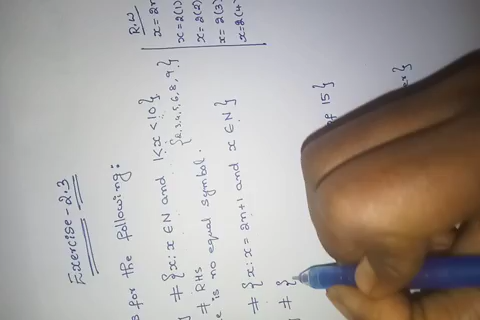 Exercise-2.3
s for the following:
≠ {x: x ∈ N and 1<x<10}
{2,3,4,5,6,8,9}
≠ RHS
e is no equal symbol.
≠ {x: x = 2n+1 and x ∈ N}
≠ {
of 15}
R.W
x = 2n
x = 2(1)
x = 2(2)
x = 2(3)
x = 2(4)